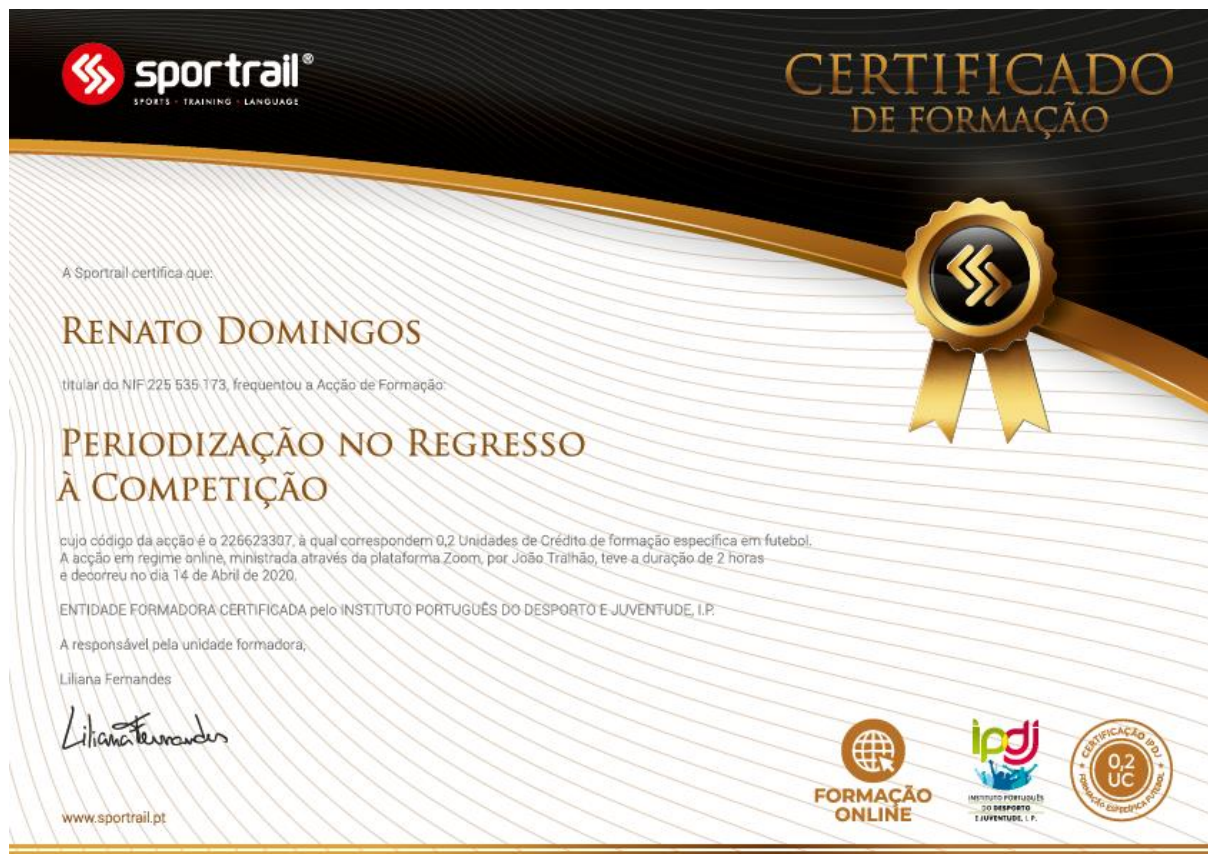 sportrail®
SPORTS · TRAINING · LANGUAGE
CERTIFICADO
DE FORMAÇÃO
A Sportrail certifica que:
RENATO DOMINGOS
titular do NIF 225 535 173, frequentou a Acção de Formação:
PERIODIZAÇÃO NO REGRESSO
À COMPETIÇÃO
cujo código da acção é o 226623307, à qual correspondem 0,2 Unidades de Crédito de formação específica em futebol.
A acção em regime online, ministrada através da plataforma Zoom, por João Tralhão, teve a duração de 2 horas
e decorreu no dia 14 de Abril de 2020.
ENTIDADE FORMADORA CERTIFICADA pelo INSTITUTO PORTUGUÊS DO DESPORTO E JUVENTUDE, I.P.
A responsável pela unidade formadora,
Liliana Fernandes
Liliana Fernandes
www.sportrail.pt
FORMAÇÃO
ONLINE
ipdj
INSTITUTO PORTUGUÊS
DO DESPORTO
E JUVENTUDE, I. P.
CERTIFICAÇÃO IPDJ
0,2
UC
FORMAÇÃO ESPECÍFICA FUTEBOL